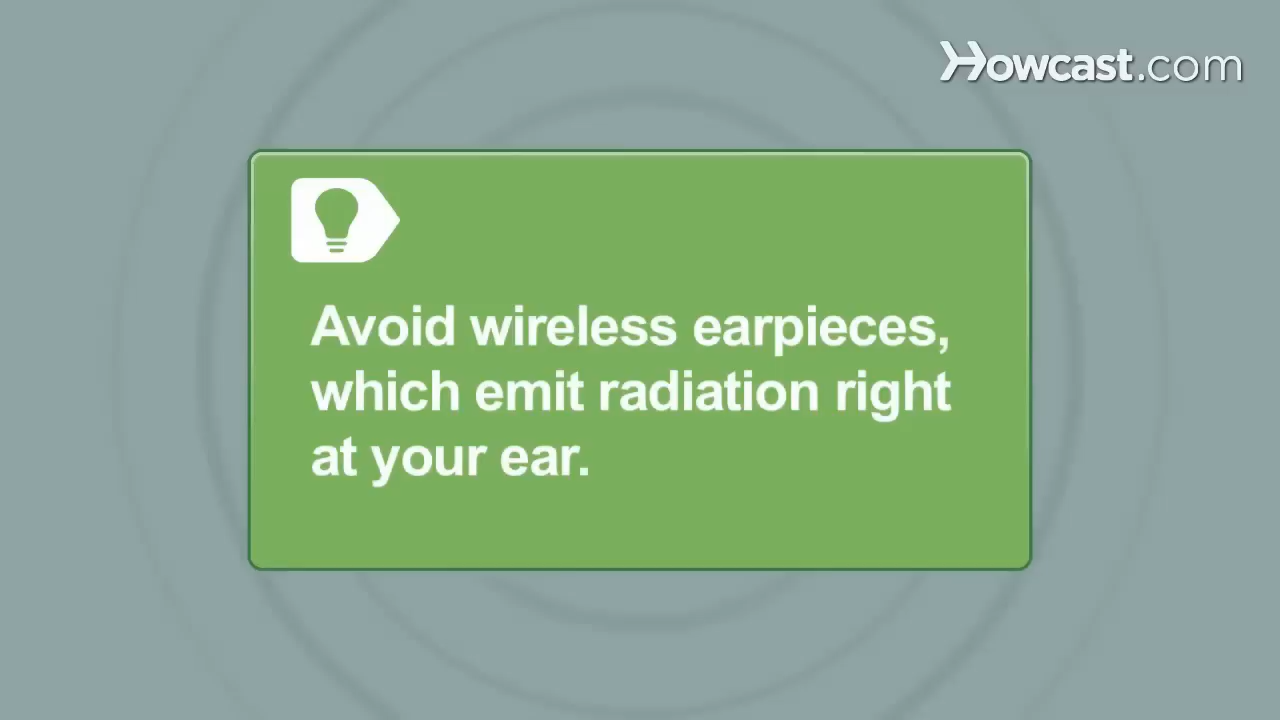 Howcast.com
Avoid wireless earpieces,
which emit radiation right
at your ear.